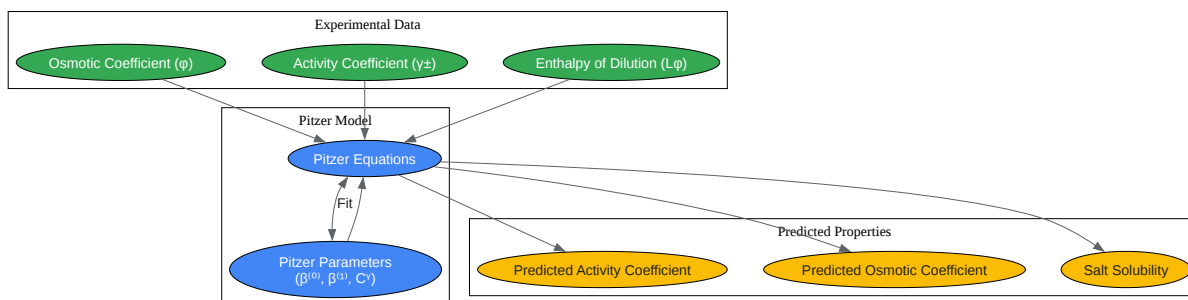 Experimental Data
Osmotic Coefficient (φ)
Activity Coefficient (γ±)
Enthalpy of Dilution (Lφ)
Pitzer Model
Pitzer Equations
Fit
Pitzer Parameters
(β⁽⁰⁾, β⁽¹⁾, Cᵞ)
Predicted Properties
Predicted Activity Coefficient
Predicted Osmotic Coefficient
Salt Solubility